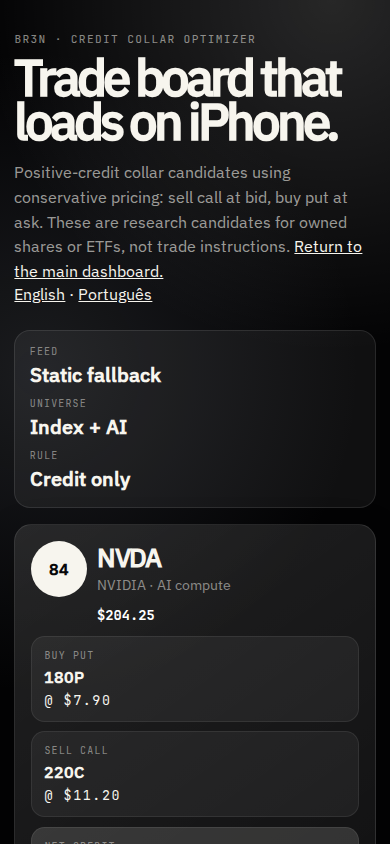 BR3N · CREDIT COLLAR OPTIMIZER
Trade board that
loads on iPhone.
Positive-credit collar candidates using
conservative pricing: sell call at bid, buy put at
ask. These are research candidates for owned
shares or ETFs, not trade instructions. Return to
the main dashboard.
English · Português
FEED
Static fallback
UNIVERSE
Index + AI
RULE
Credit only
84
NVDA
NVIDIA · AI compute
$204.25
BUY PUT
180P
@ $7.90
SELL CALL
220C
@ $11.20